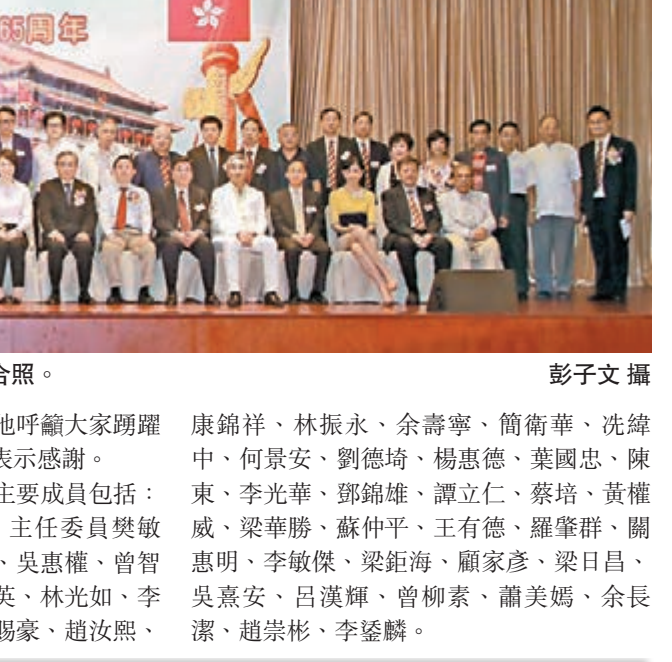 65周年
合照。
彭子文 攝
他呼籲大家踴躍
表示感謝。
主要成員包括：
主任委員樊敏
、吳惠權、曾智
英、林光如、李
賜豪、趙汝熙、
康錦祥、林振永、余壽寧、簡衛華、冼緯
中、何景安、劉德埼、楊惠德、葉國忠、陳
東、李光華、鄧錦雄、譚立仁、蔡培、黃權
威、梁華勝、蘇仲平、王有德、羅肇群、關
惠明、李敏傑、梁鉅海、顧家彥、梁日昌、
吳熹安、呂漢輝、曾柳素、蕭美嫣、余長
潔、趙崇彬、李鋈麟。